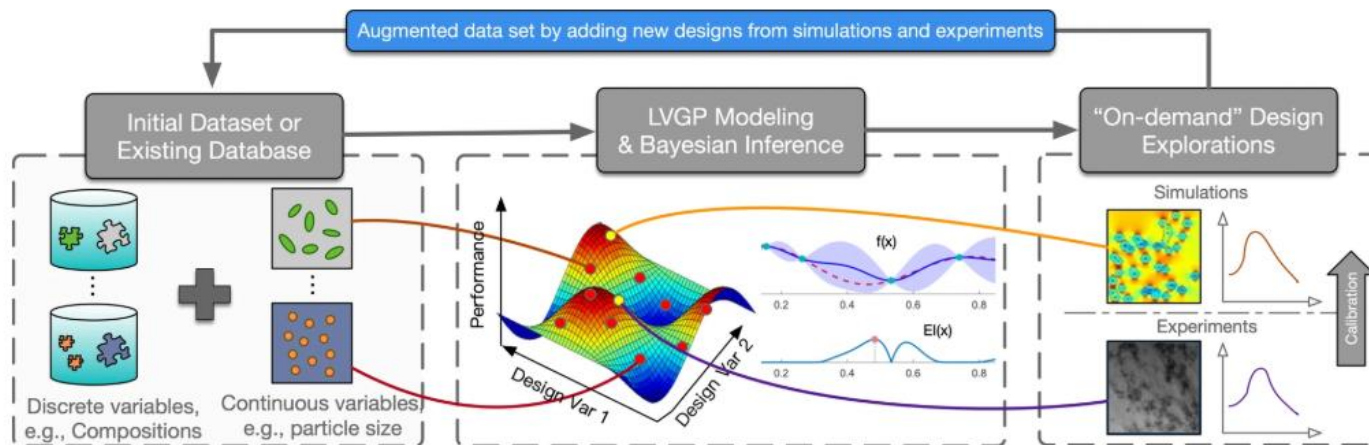 Augmented data set by adding new designs from simulations and experiments
Initial Dataset or
Existing Database
LVGP Modeling
& Bayesian Inference
“On-demand” Design
Explorations
Discrete variables,
e.g., Compositions
Continuous variables,
e.g., particle size
Performance
Design Var 1
Design Var 2
f(x)
0.2 0.4 0.6 0.8
EI(x)
0.2 0.4 0.6 0.8
Simulations
Experiments
Calibration